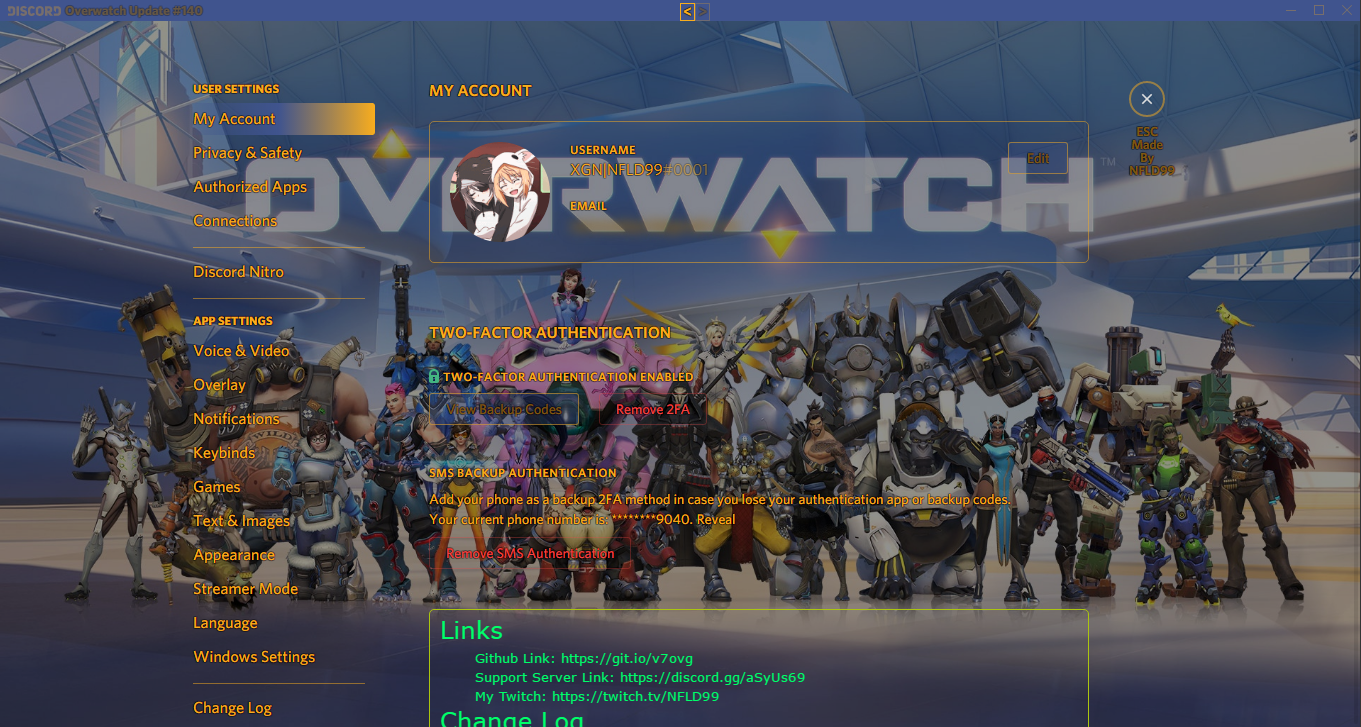 DISCORD Overwatch Update #140
< >
USER SETTINGS
My Account
Privacy & Safety
Authorized Apps
Connections
Discord Nitro
APP SETTINGS
Voice & Video
Overlay
Notifications
Keybinds
Games
Text & Images
Appearance
Streamer Mode
Language
Windows Settings
Change Log
MY ACCOUNT
USERNAME
XGN|NFLD99#0001
EMAIL
Edit
OVERWATCH™
ESC
Made
By
NFLD99
TWO-FACTOR AUTHENTICATION
TWO-FACTOR AUTHENTICATION ENABLED
View Backup Codes
Remove 2FA
SMS BACKUP AUTHENTICATION
Add your phone as a backup 2FA method in case you lose your authentication app or backup codes.
Your current phone number is: ********9040. Reveal
Remove SMS Authentication
Links
Github Link: https://git.io/v7ovg
Support Server Link: https://discord.gg/aSyUs69
My Twitch: https://twitch.tv/NFLD99
Change Log